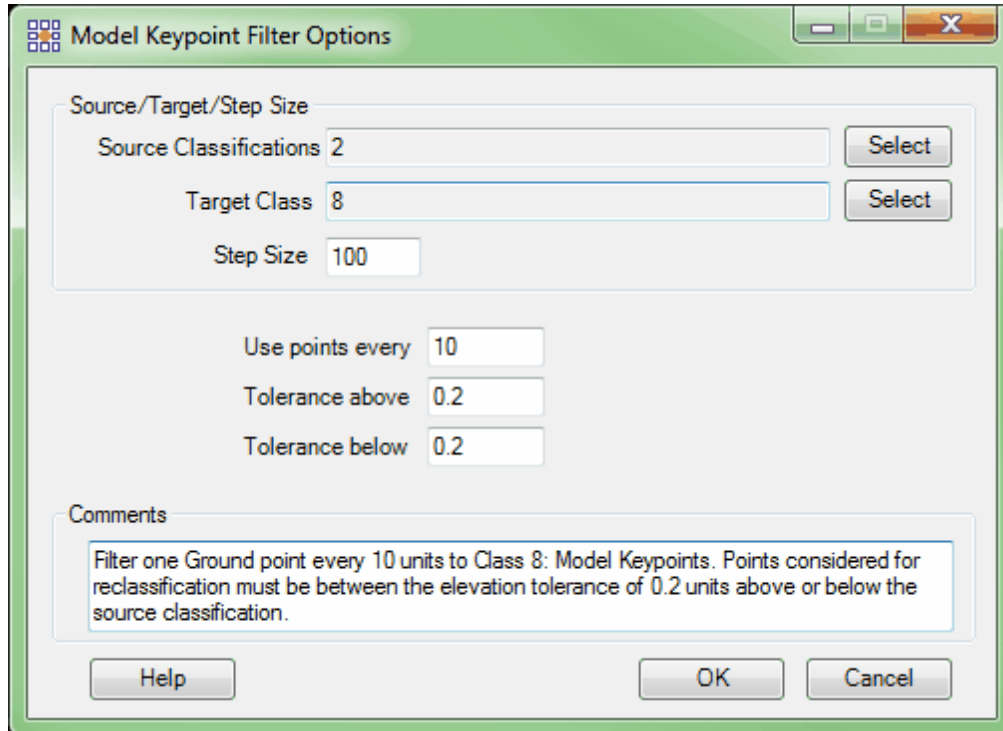 Model Keypoint Filter Options
Source/Target/Step Size
Source Classifications 2 Select
Target Class 8 Select
Step Size 100
Use points every 10
Tolerance above 0.2
Tolerance below 0.2
Comments
Filter one Ground point every 10 units to Class 8: Model Keypoints. Points considered for
reclassification must be between the elevation tolerance of 0.2 units above or below the
source classification.
Help OK Cancel